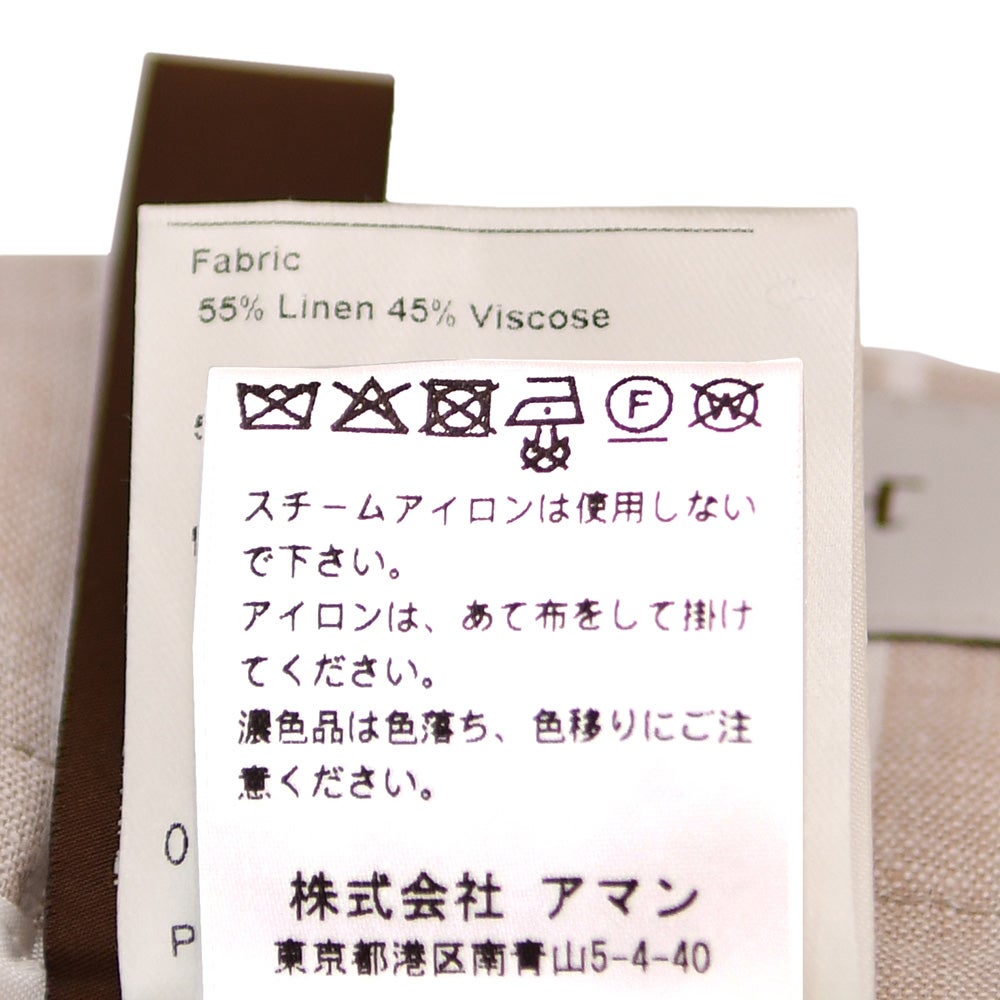 Fabric
55% Linen 45% Viscose
F
W
スチームアイロンは使用しない
で下さい。
アイロンは、あて布をして掛け
てください。
濃色品は色落ち、色移りにご注
意ください。
0
株式会社 アマン
P
東京都港区南青山5-4-40